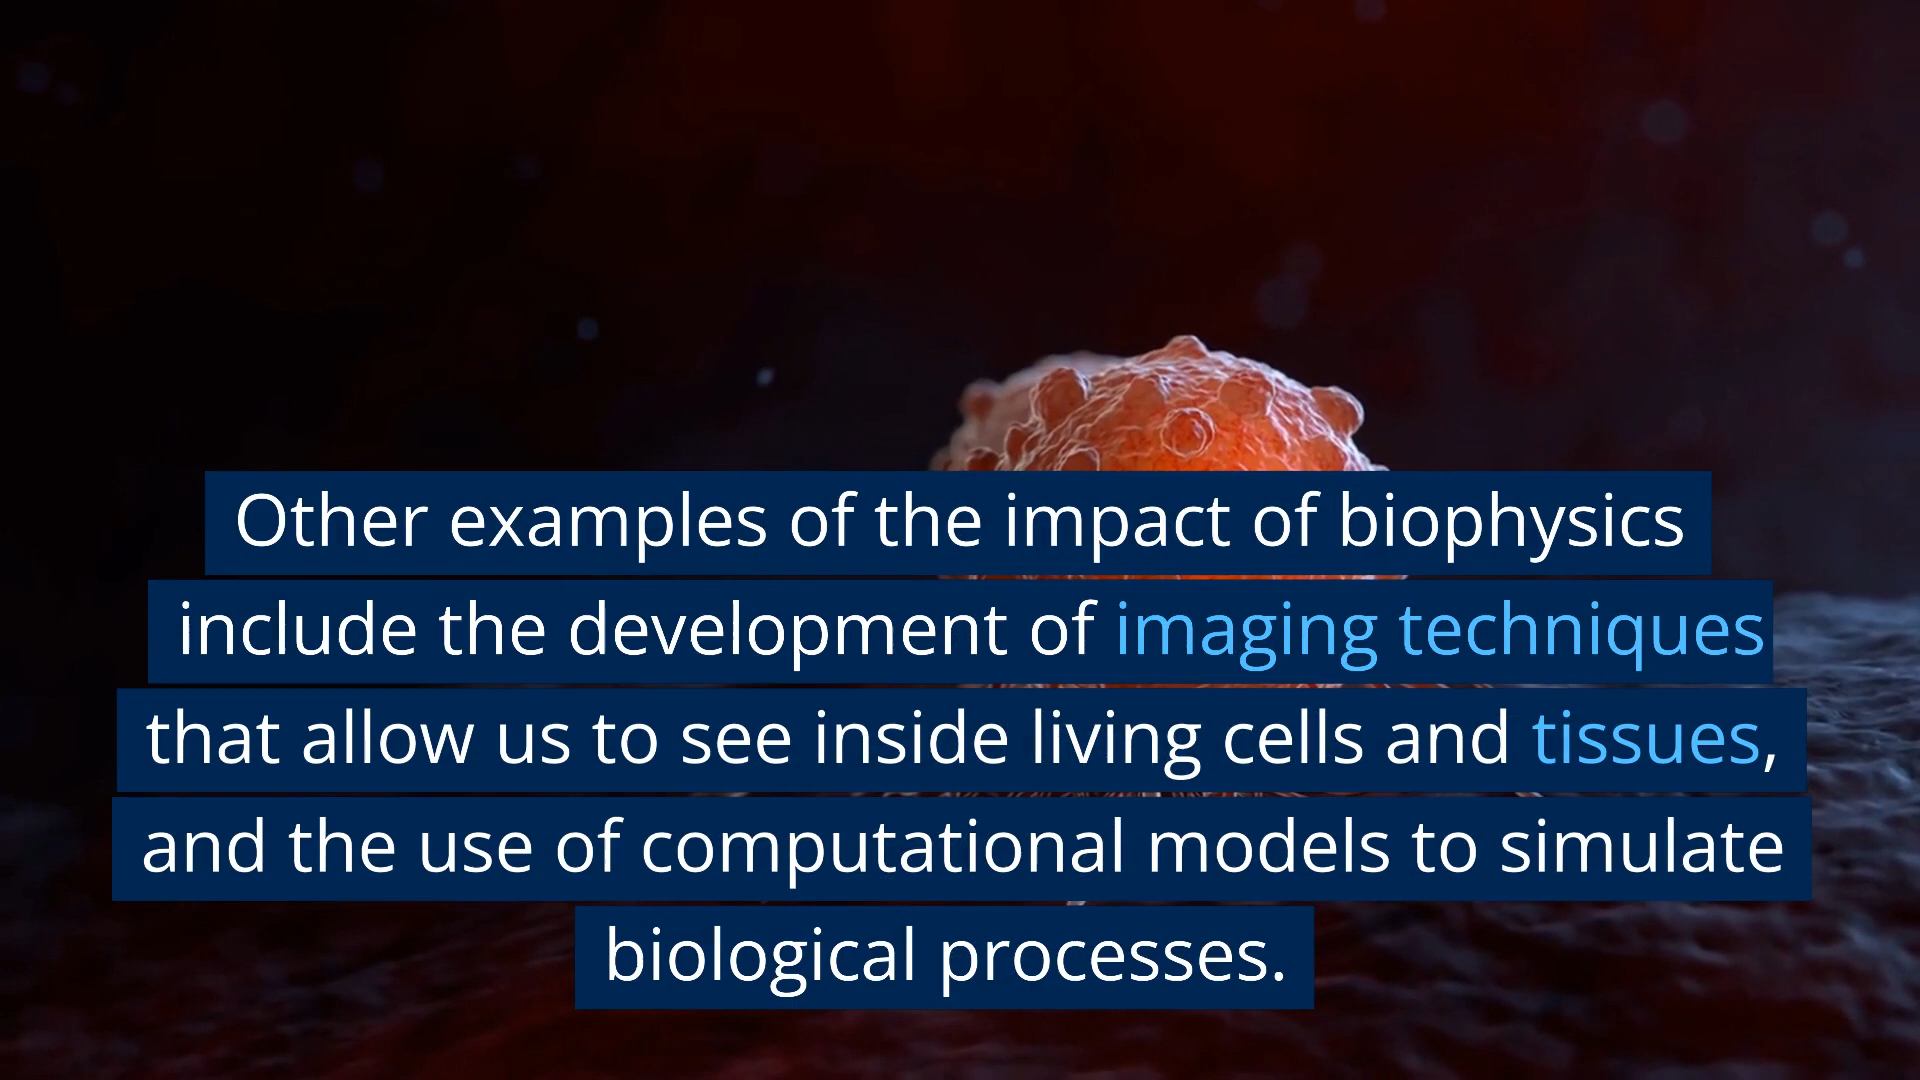 Other examples of the impact of biophysics
include the development of imaging techniques
that allow us to see inside living cells and tissues,
and the use of computational models to simulate
biological processes.